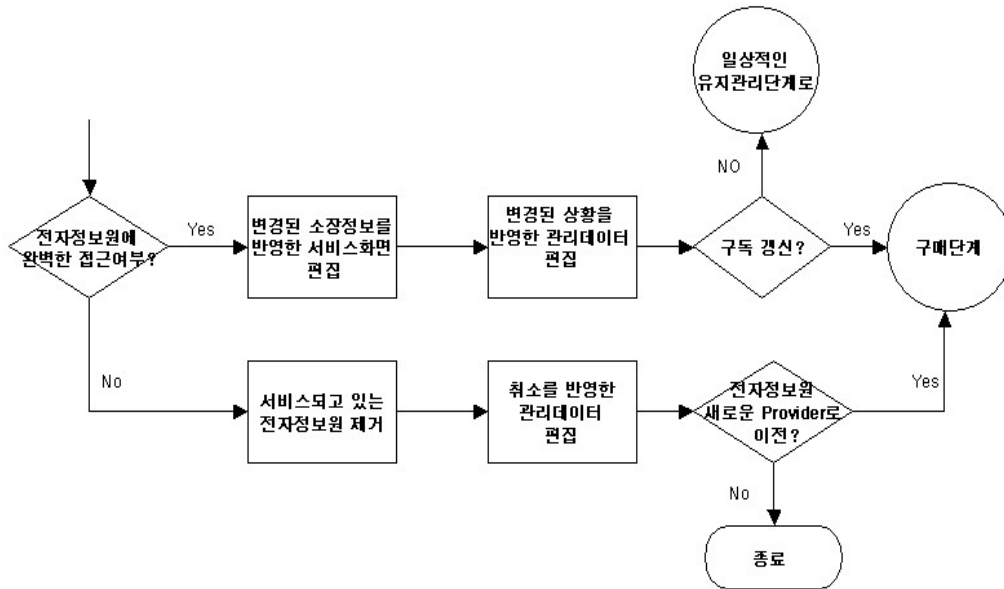 일상적인
유지관리단계로
NO
전자정보원에
완벽한 접근여부?
Yes
변경된 소장정보를
반영한 서비스화면
편집
변경된 상황을
반영한 관리데이터
편집
구독 갱신?
Yes
구매단계
No
서비스되고 있는
전자정보원 제거
취소를 반영한
관리데이터
편집
전자정보원
새로운 Provider로
이전?
Yes
No
종료